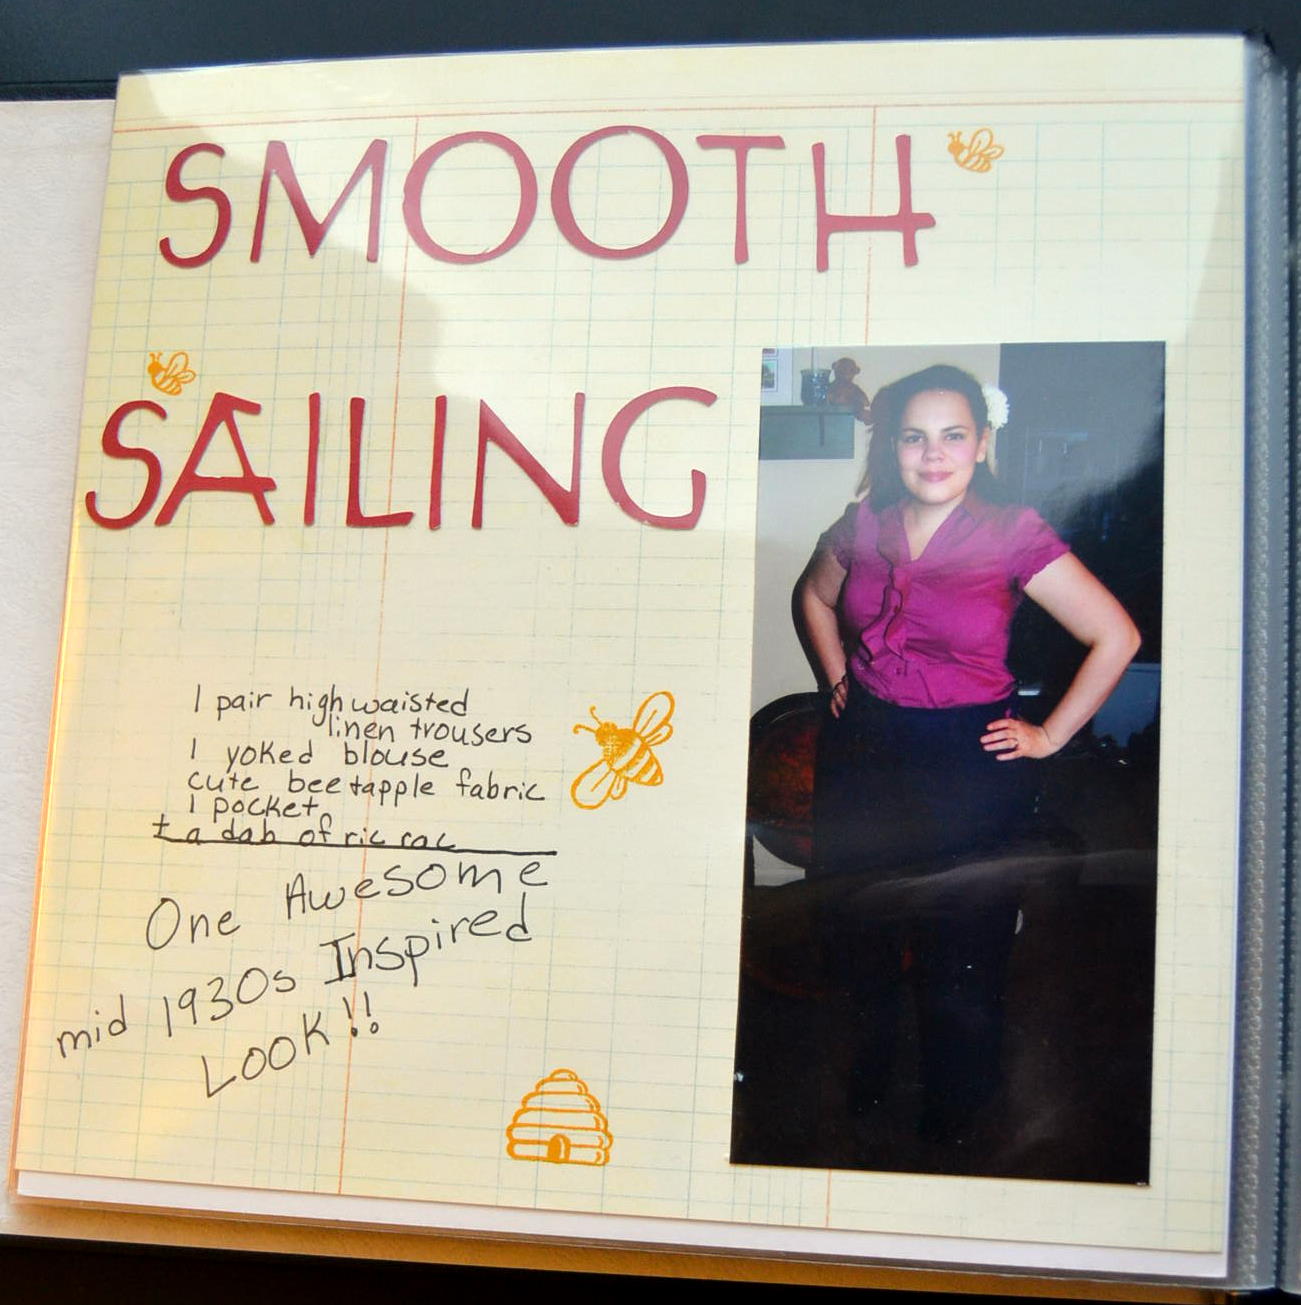 SMOOTH
SAILING
1 pair high waisted
linen trousers
1 yoked blouse
cute bee + apple fabric
1 pocket
+ a dab of ric rac
One Awesome
mid 1930s Inspired
LOOK!!